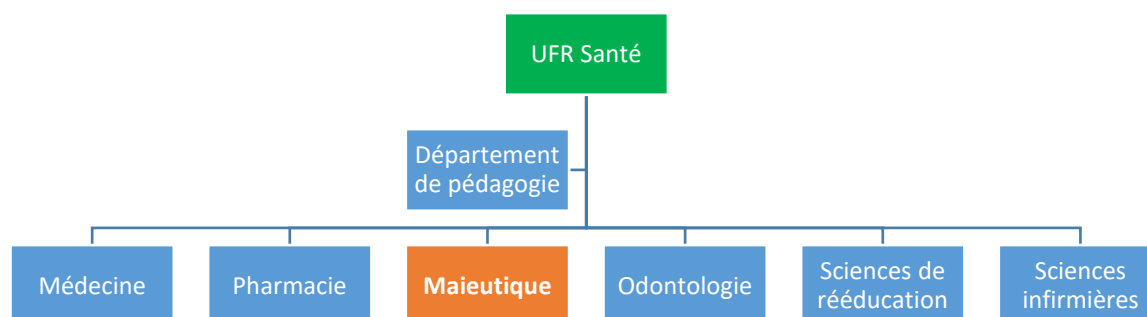 UFR Santé
Département
de pédagogie
Médecine
Pharmacie
Maieutique
Odontologie
Sciences de
rééducation
Sciences
infirmières